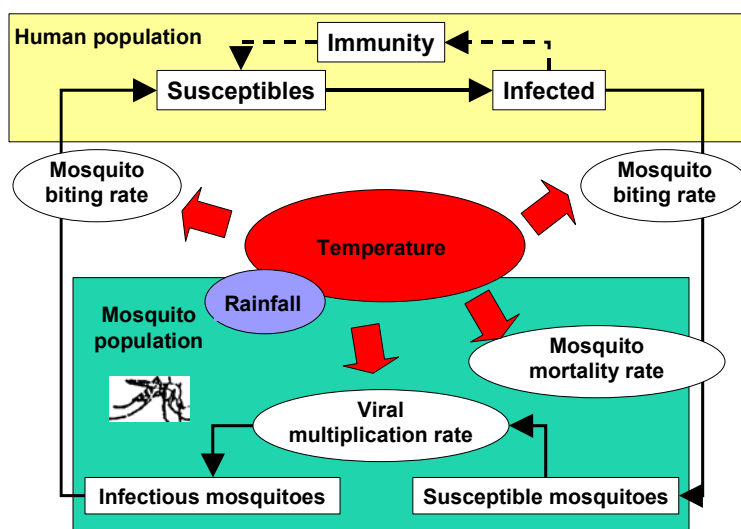 Human population
Immunity
Susceptibles
Infected
Mosquito
biting rate
Mosquito
biting rate
Temperature
Rainfall
Mosquito
population
Mosquito
mortality rate
Viral
multiplication rate
Infectious mosquitoes
Susceptible mosquitoes